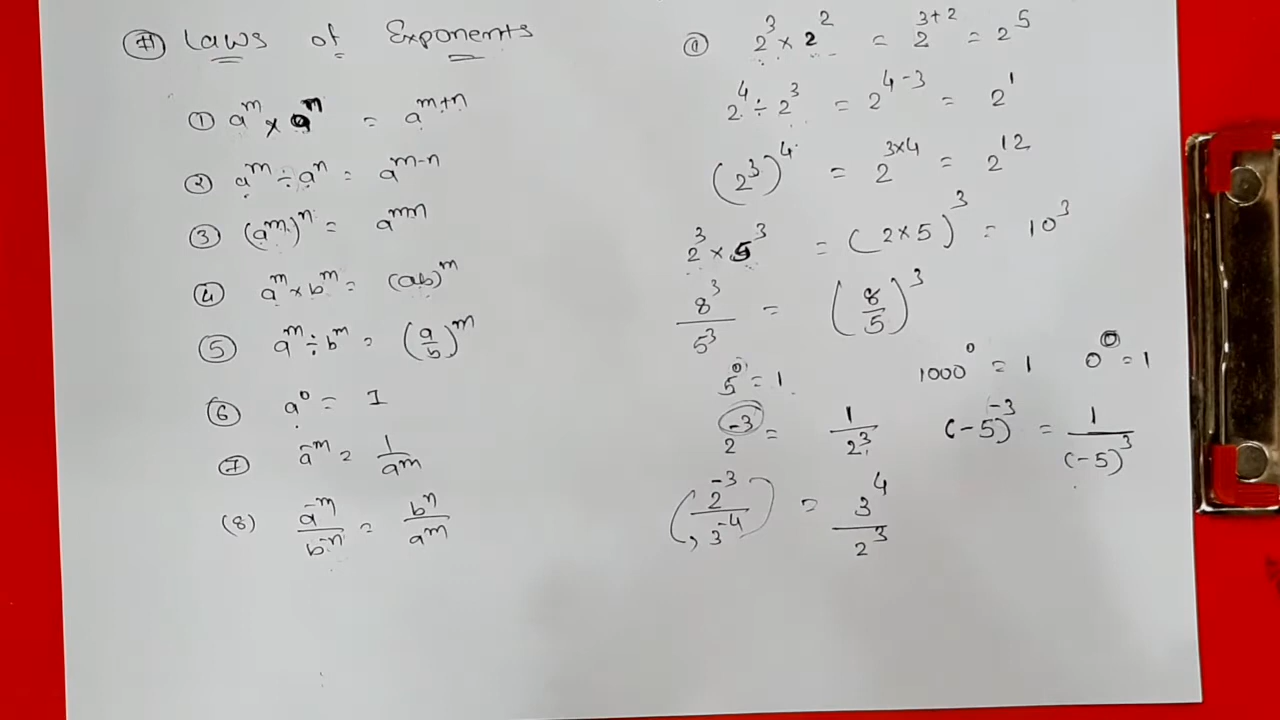 # Laws of Exponents
① a^m × a^n = a^(m+n)
② a^m ÷ a^n = a^(m-n)
③ (a^m)^n = a^(mn)
④ a^m × b^m = (ab)^m
⑤ a^m ÷ b^m = (a/b)^m
⑥ a^0 = 1
⑦ a^(-m) = 1/a^m
(8) a^(-m)/b^(-n) = b^n/a^m
① 2^3 × 2^2 = 2^(3+2) = 2^5
2^4 ÷ 2^3 = 2^(4-3) = 2^1
(2^3)^4 = 2^(3×4) = 2^12
2^3 × 5^3 = (2×5)^3 = 10^3
8^3/5^3 = (8/5)^3
5^0 = 1. 1000^0 = 1 0^0 = 1
2^(-3) = 1/2^3 (-5)^(-3) = 1/(-5)^3
(2^(-3)/3^(-4)) = 3^4/2^3